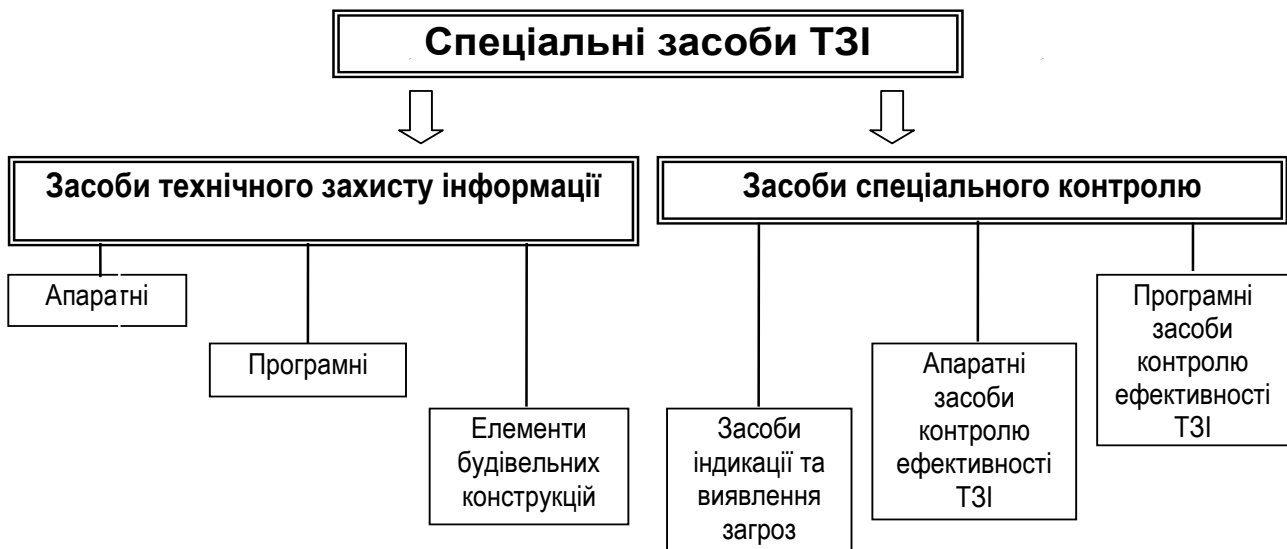 Спеціальні засоби ТЗІ
Засоби технічного захисту інформації
Засоби спеціального контролю
Апаратні
Програмні
Елементи
будівельних
конструкцій
Засоби
індикації та
виявлення
загроз
Апаратні
засоби
контролю
ефективності
ТЗІ
Програмні
засоби
контролю
ефективності
ТЗІ